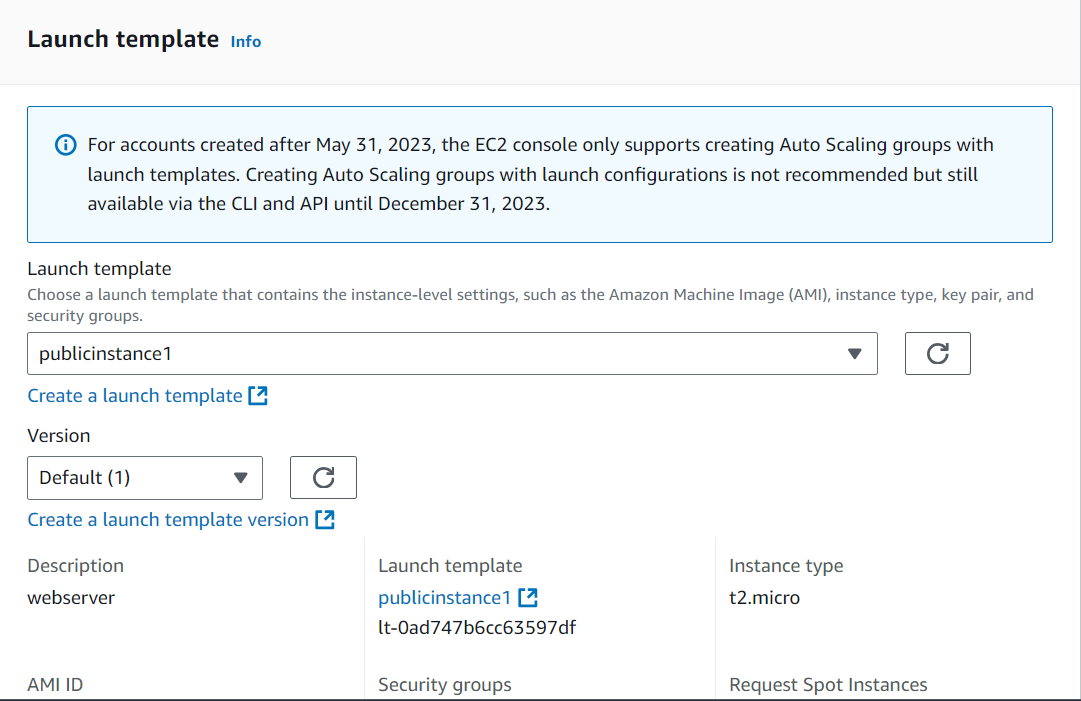 Launch template Info
For accounts created after May 31, 2023, the EC2 console only supports creating Auto Scaling groups with
launch templates. Creating Auto Scaling groups with launch configurations is not recommended but still
available via the CLI and API until December 31, 2023.
Launch template
Choose a launch template that contains the instance-level settings, such as the Amazon Machine Image (AMI), instance type, key pair, and
security groups.
publicinstance1
Create a launch template
Version
Default (1)
Create a launch template version
Description
webserver
Launch template
publicinstance1
lt-0ad747b6cc63597df
Instance type
t2.micro
AMI ID
Security groups
Request Spot Instances